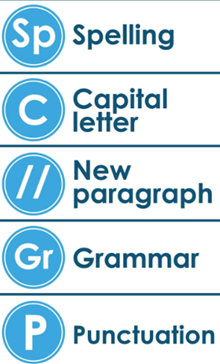 Sp Spelling
C Capital
letter
// New
paragraph
Gr Grammar
P Punctuation